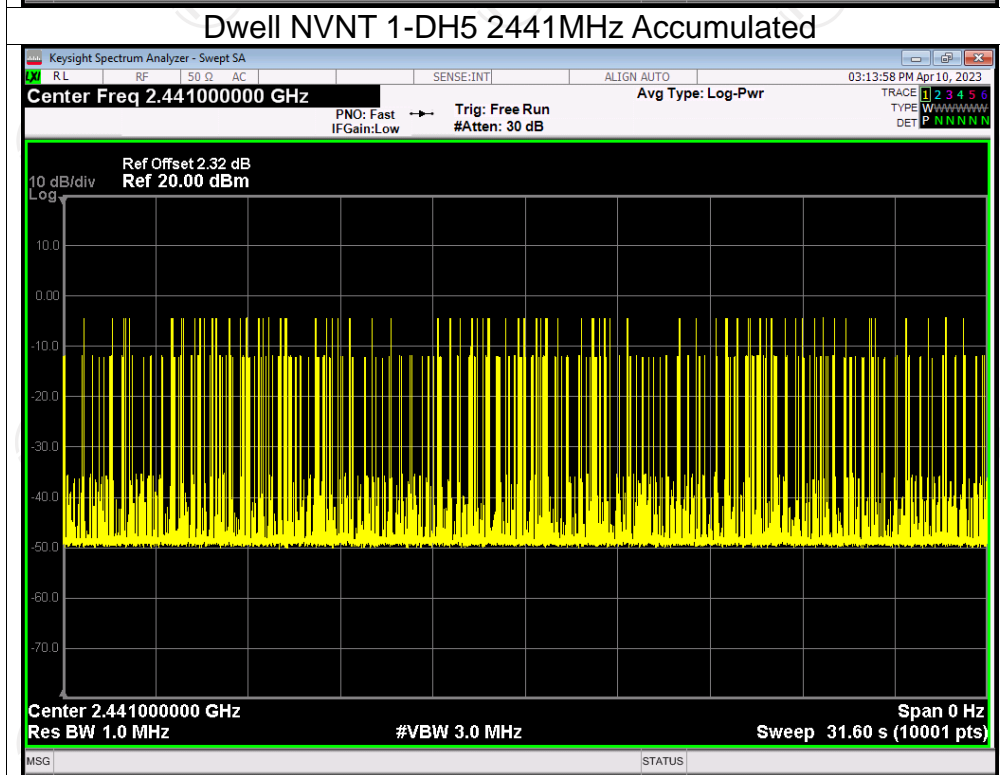 Dwell NVNT 1-DH5 2441MHz Accumulated
Keysight Spectrum Analyzer - Swept SA
LXI RL RF 50 Ω AC SENSE:INT ALIGN AUTO 03:13:58 PM Apr 10, 2023
Center Freq 2.441000000 GHz Avg Type: Log-Pwr TRACE 1 2 3 4 5 6
PNO: Fast Trig: Free Run TYPE WWWWWW
IFGain:Low #Atten: 30 dB DET P N N N N N
Ref Offset 2.32 dB
10 dB/div Ref 20.00 dBm
Log
10.0
0.00
-10.0
-20.0
-30.0
-40.0
-50.0
-60.0
-70.0
Center 2.441000000 GHz Span 0 Hz
Res BW 1.0 MHz #VBW 3.0 MHz Sweep 31.60 s (10001 pts)
MSG STATUS